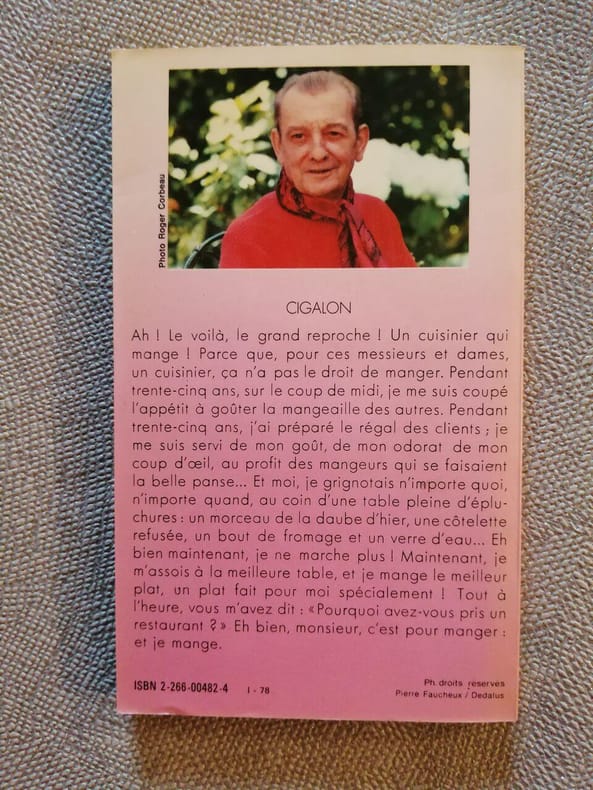 Photo Roger Corbeau
CIGALON
Ah ! Le voilà, le grand reproche ! Un cuisinier qui
mange ! Parce que, pour ces messieurs et dames,
un cuisinier, ça n'a pas le droit de manger. Pendant
trente-cinq ans, sur le coup de midi, je me suis coupé
l'appétit à goûter la mangeaille des autres. Pendant
trente-cinq ans, j'ai préparé le régal des clients ; je
me suis servi de mon goût, de mon odorat de mon
coup d'œil, au profit des mangeurs qui se faisaient
la belle panse... Et moi, je grignotais n'importe quoi,
n'importe quand, au coin d'une table pleine d'éplu-
chures : un morceau de la daube d'hier, une côtelette
refusée, un bout de fromage et un verre d'eau... Eh
bien maintenant, je ne marche plus ! Maintenant, je
m'assois à la meilleure table, et je mange le meilleur
plat, un plat fait pour moi spécialement ! Tout à
l'heure, vous m'avez dit : «Pourquoi avez-vous pris un
restaurant ?» Eh bien, monsieur, c'est pour manger :
et je mange.
ISBN 2-266-00482-4 I - 78
Ph. droits réservés
Pierre Faucheux / Dedalus